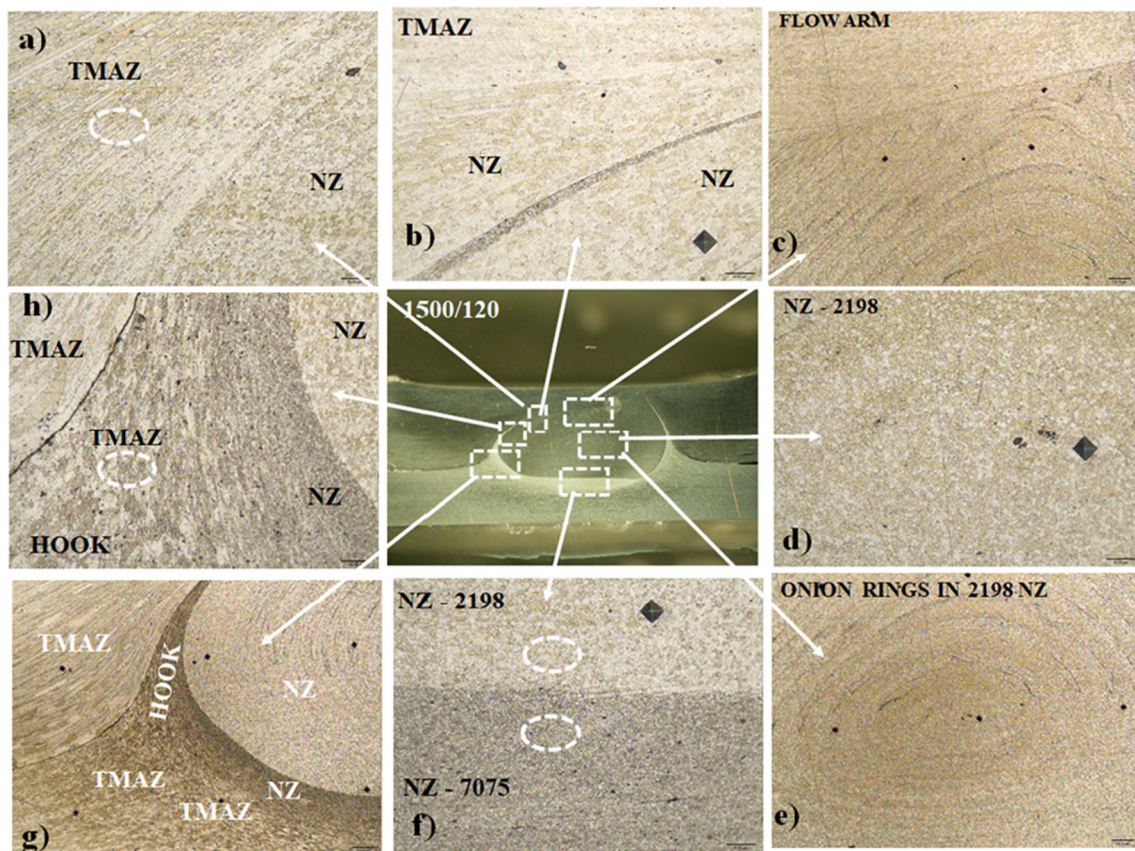 a)
TMAZ
NZ
TMAZ
NZ
NZ
b)
FLOW ARM
c)
h)
TMAZ
NZ
TMAZ
NZ
HOOK
1500/120
NZ - 2198
d)
TMAZ
HOOK
NZ
TMAZ
NZ
TMAZ
g)
NZ - 2198
NZ - 7075
f)
ONION RINGS IN 2198 NZ
e)